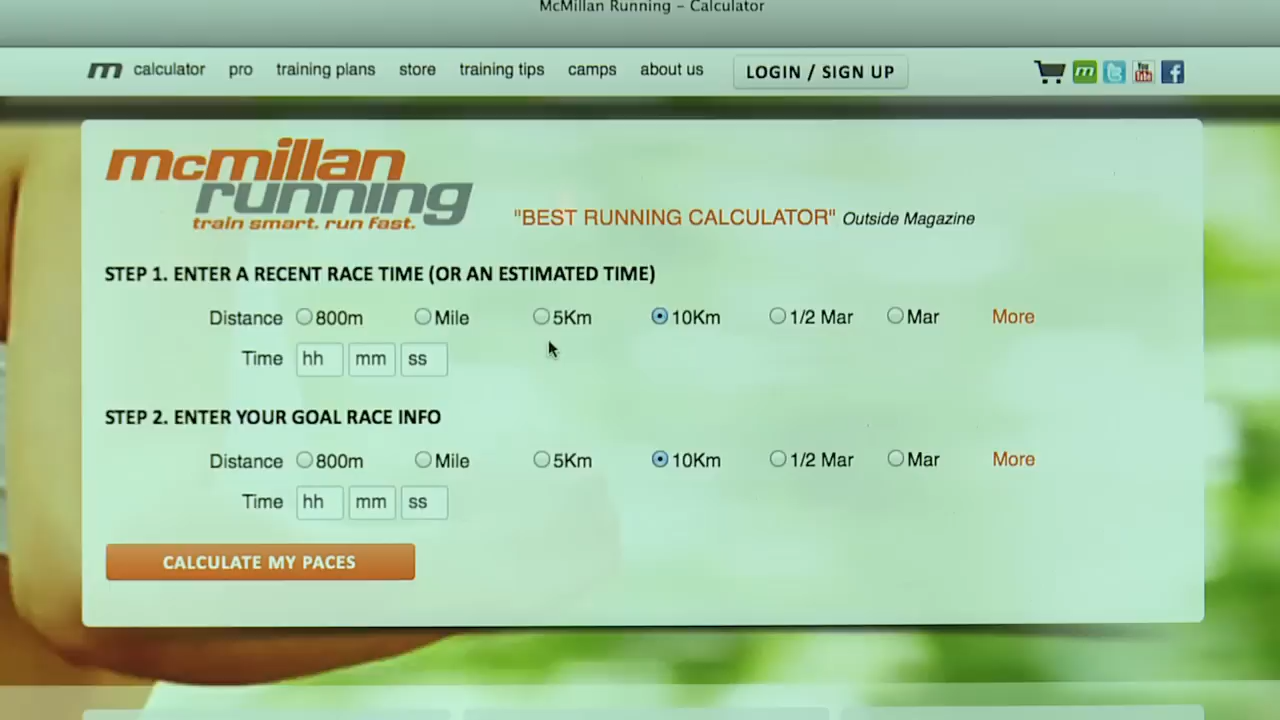 McMillan Running – Calculator
m calculator pro training plans store training tips camps about us LOGIN / SIGN UP
mcmillan
running
train smart. run fast.
"BEST RUNNING CALCULATOR" Outside Magazine
STEP 1. ENTER A RECENT RACE TIME (OR AN ESTIMATED TIME)
Distance 800m Mile 5Km 10Km 1/2 Mar Mar More
Time hh mm ss
STEP 2. ENTER YOUR GOAL RACE INFO
Distance 800m Mile 5Km 10Km 1/2 Mar Mar More
Time hh mm ss
CALCULATE MY PACES